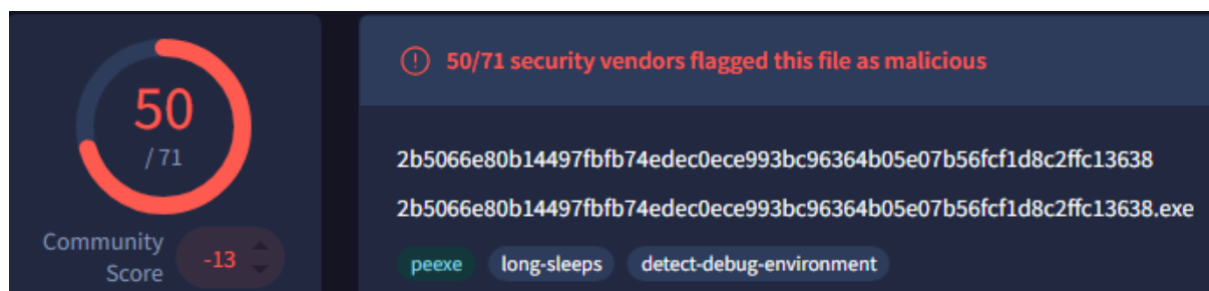 50
/ 71
Community
Score
-13
50/71 security vendors flagged this file as malicious
2b5066e80b14497fbfb74edec0ece993bc96364b05e07b56fcf1d8c2ffc13638
2b5066e80b14497fbfb74edec0ece993bc96364b05e07b56fcf1d8c2ffc13638.exe
peexe long-sleeps detect-debug-environment